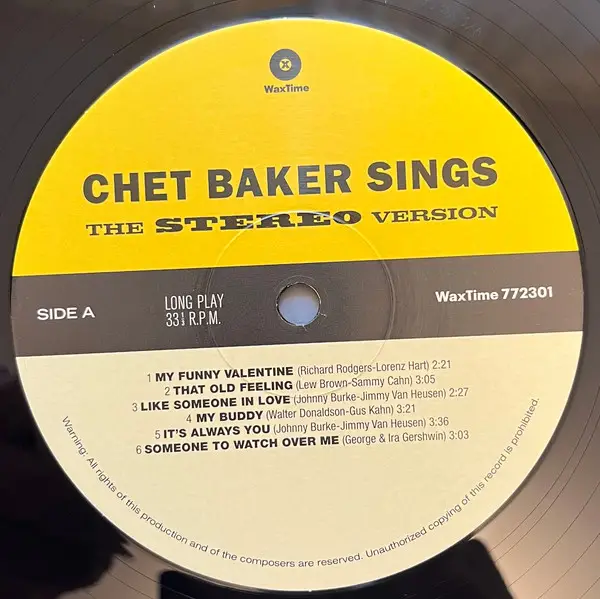 WaxTime
CHET BAKER SINGS
THE STEREO VERSION
SIDE A
LONG PLAY
33⅓ R.P.M.
WaxTime 772301
1 MY FUNNY VALENTINE (Richard Rodgers-Lorenz Hart) 2:21
2 THAT OLD FEELING (Lew Brown-Sammy Cahn) 3:05
3 LIKE SOMEONE IN LOVE (Johnny Burke-Jimmy Van Heusen) 2:27
4 MY BUDDY (Walter Donaldson-Gus Kahn) 3:21
5 IT'S ALWAYS YOU (Johnny Burke-Jimmy Van Heusen) 3:36
6 SOMEONE TO WATCH OVER ME (George & Ira Gershwin) 3:03
Warning: All rights of this production and of the composers are reserved. Unauthorized copying of this record is prohibited.